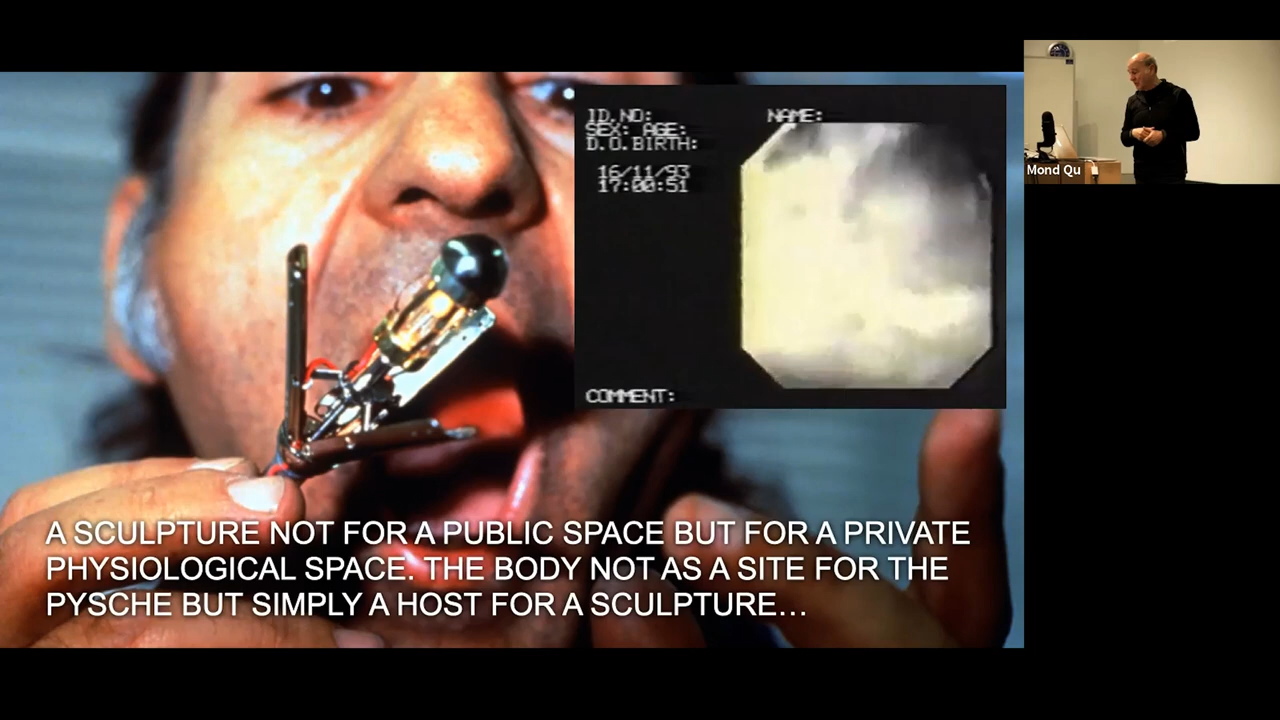 ID.NO:
NAME:
SEX: AGE:
D.O.BIRTH:
16/11/93
17:00:51
COMMENT:
A SCULPTURE NOT FOR A PUBLIC SPACE BUT FOR A PRIVATE
PHYSIOLOGICAL SPACE. THE BODY NOT AS A SITE FOR THE
PYSCHE BUT SIMPLY A HOST FOR A SCULPTURE…
Mond Qu